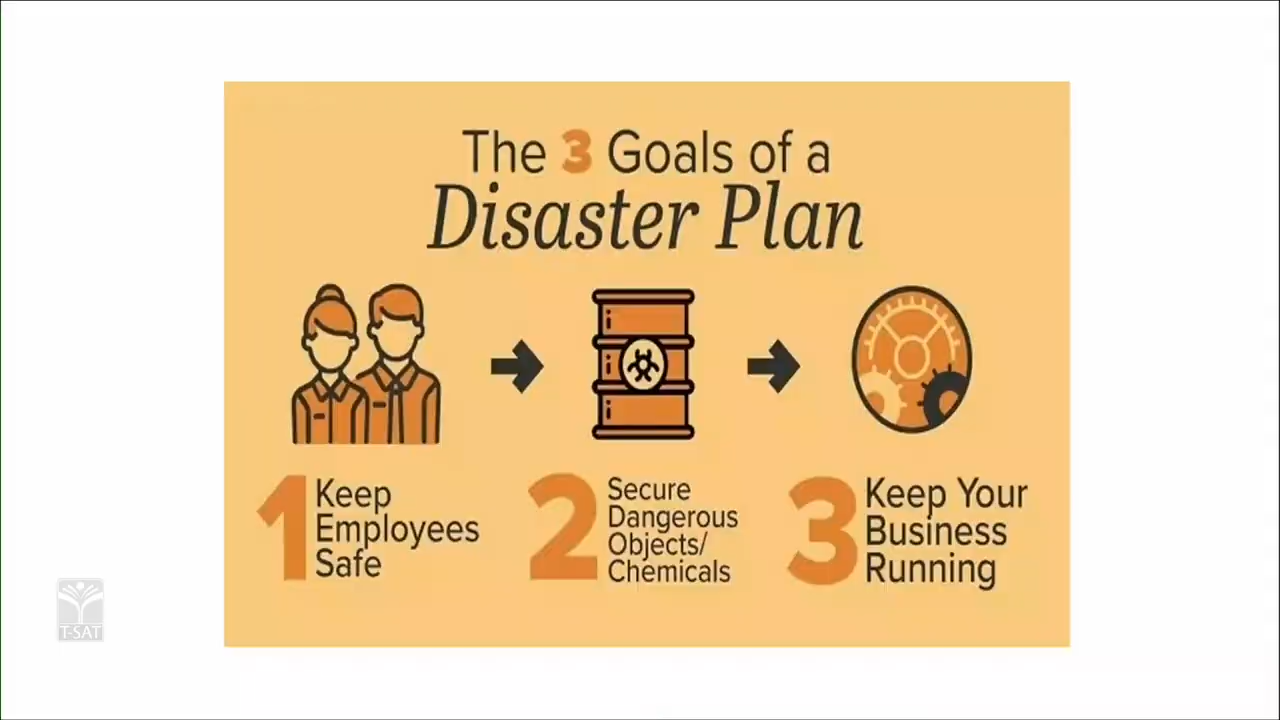 The 3 Goals of a
Disaster Plan
1 Keep
Employees
Safe
2 Secure
Dangerous
Objects/
Chemicals
3 Keep Your
Business
Running
T-SAT